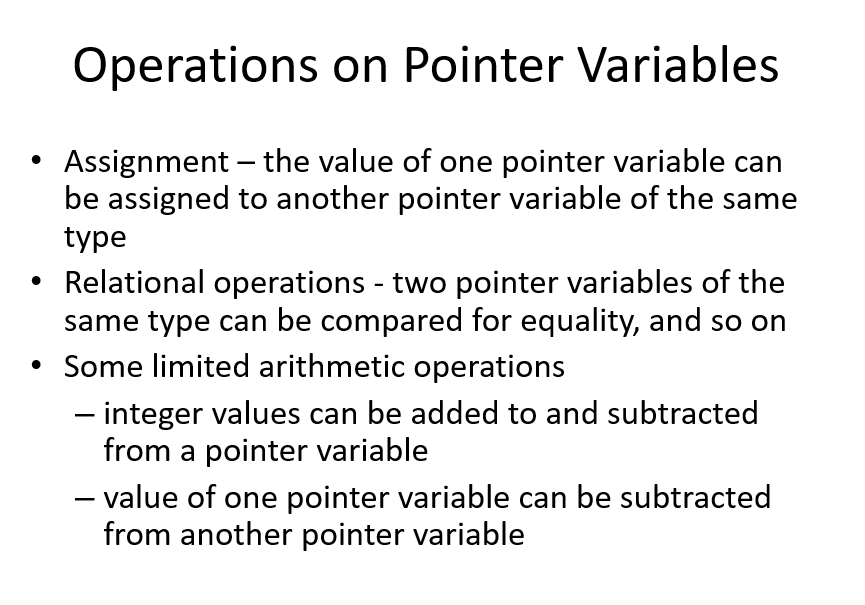 Operations on Pointer Variables
• Assignment – the value of one pointer variable can
be assigned to another pointer variable of the same
type
• Relational operations - two pointer variables of the
same type can be compared for equality, and so on
• Some limited arithmetic operations
– integer values can be added to and subtracted
from a pointer variable
– value of one pointer variable can be subtracted
from another pointer variable